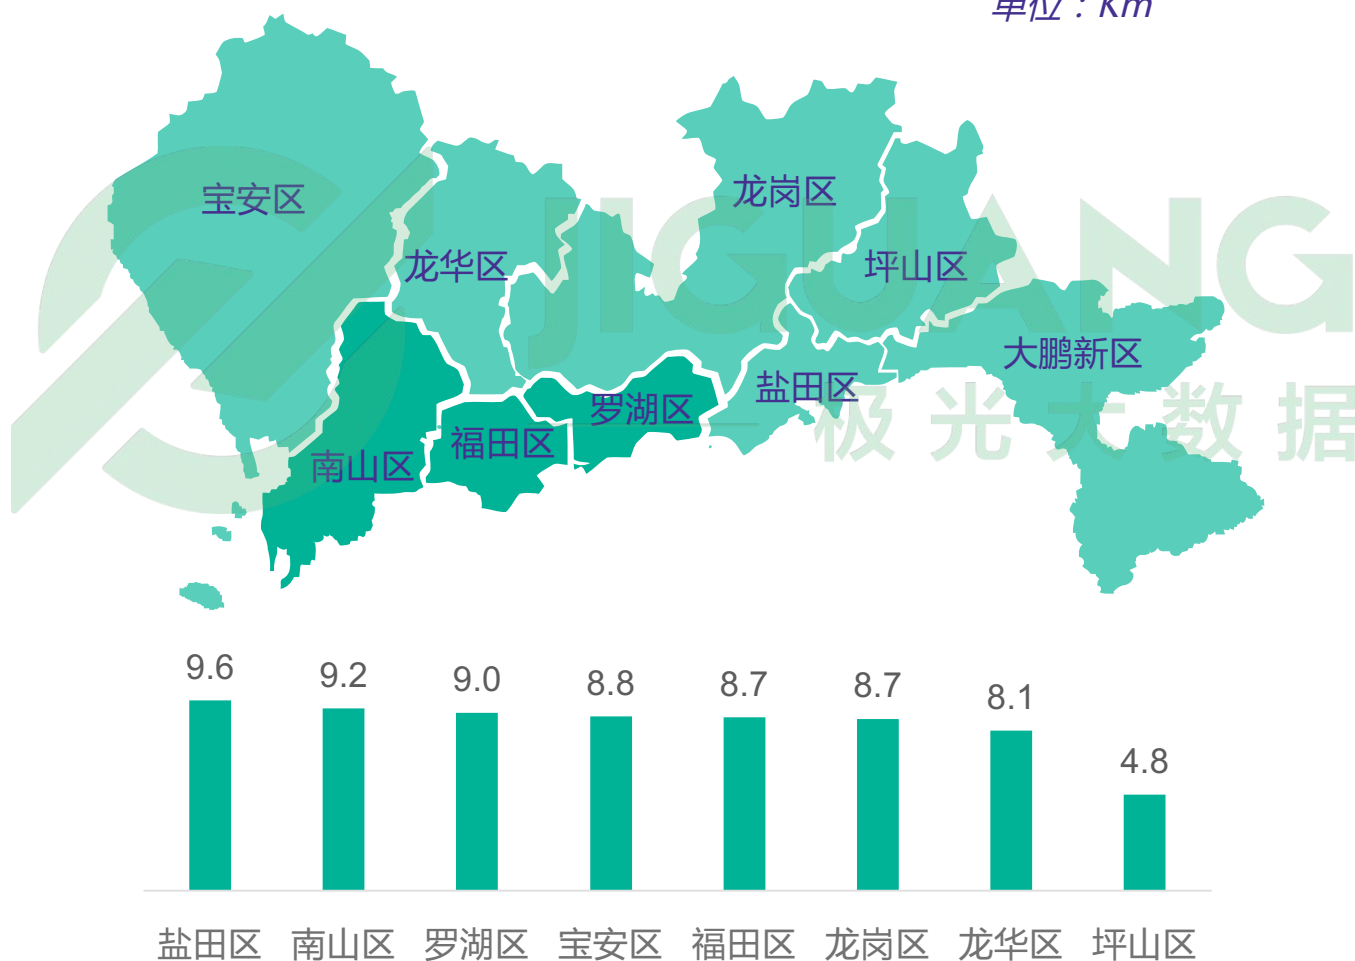 单位：Km
宝安区
龙岗区
龙华区
坪山区
大鹏新区
盐田区
罗湖区
福田区
南山区
JIGUANG
极光大数据
9.6 9.2 9.0 8.8 8.7 8.7 8.1 4.8
盐田区 南山区 罗湖区 宝安区 福田区 龙岗区 龙华区 坪山区